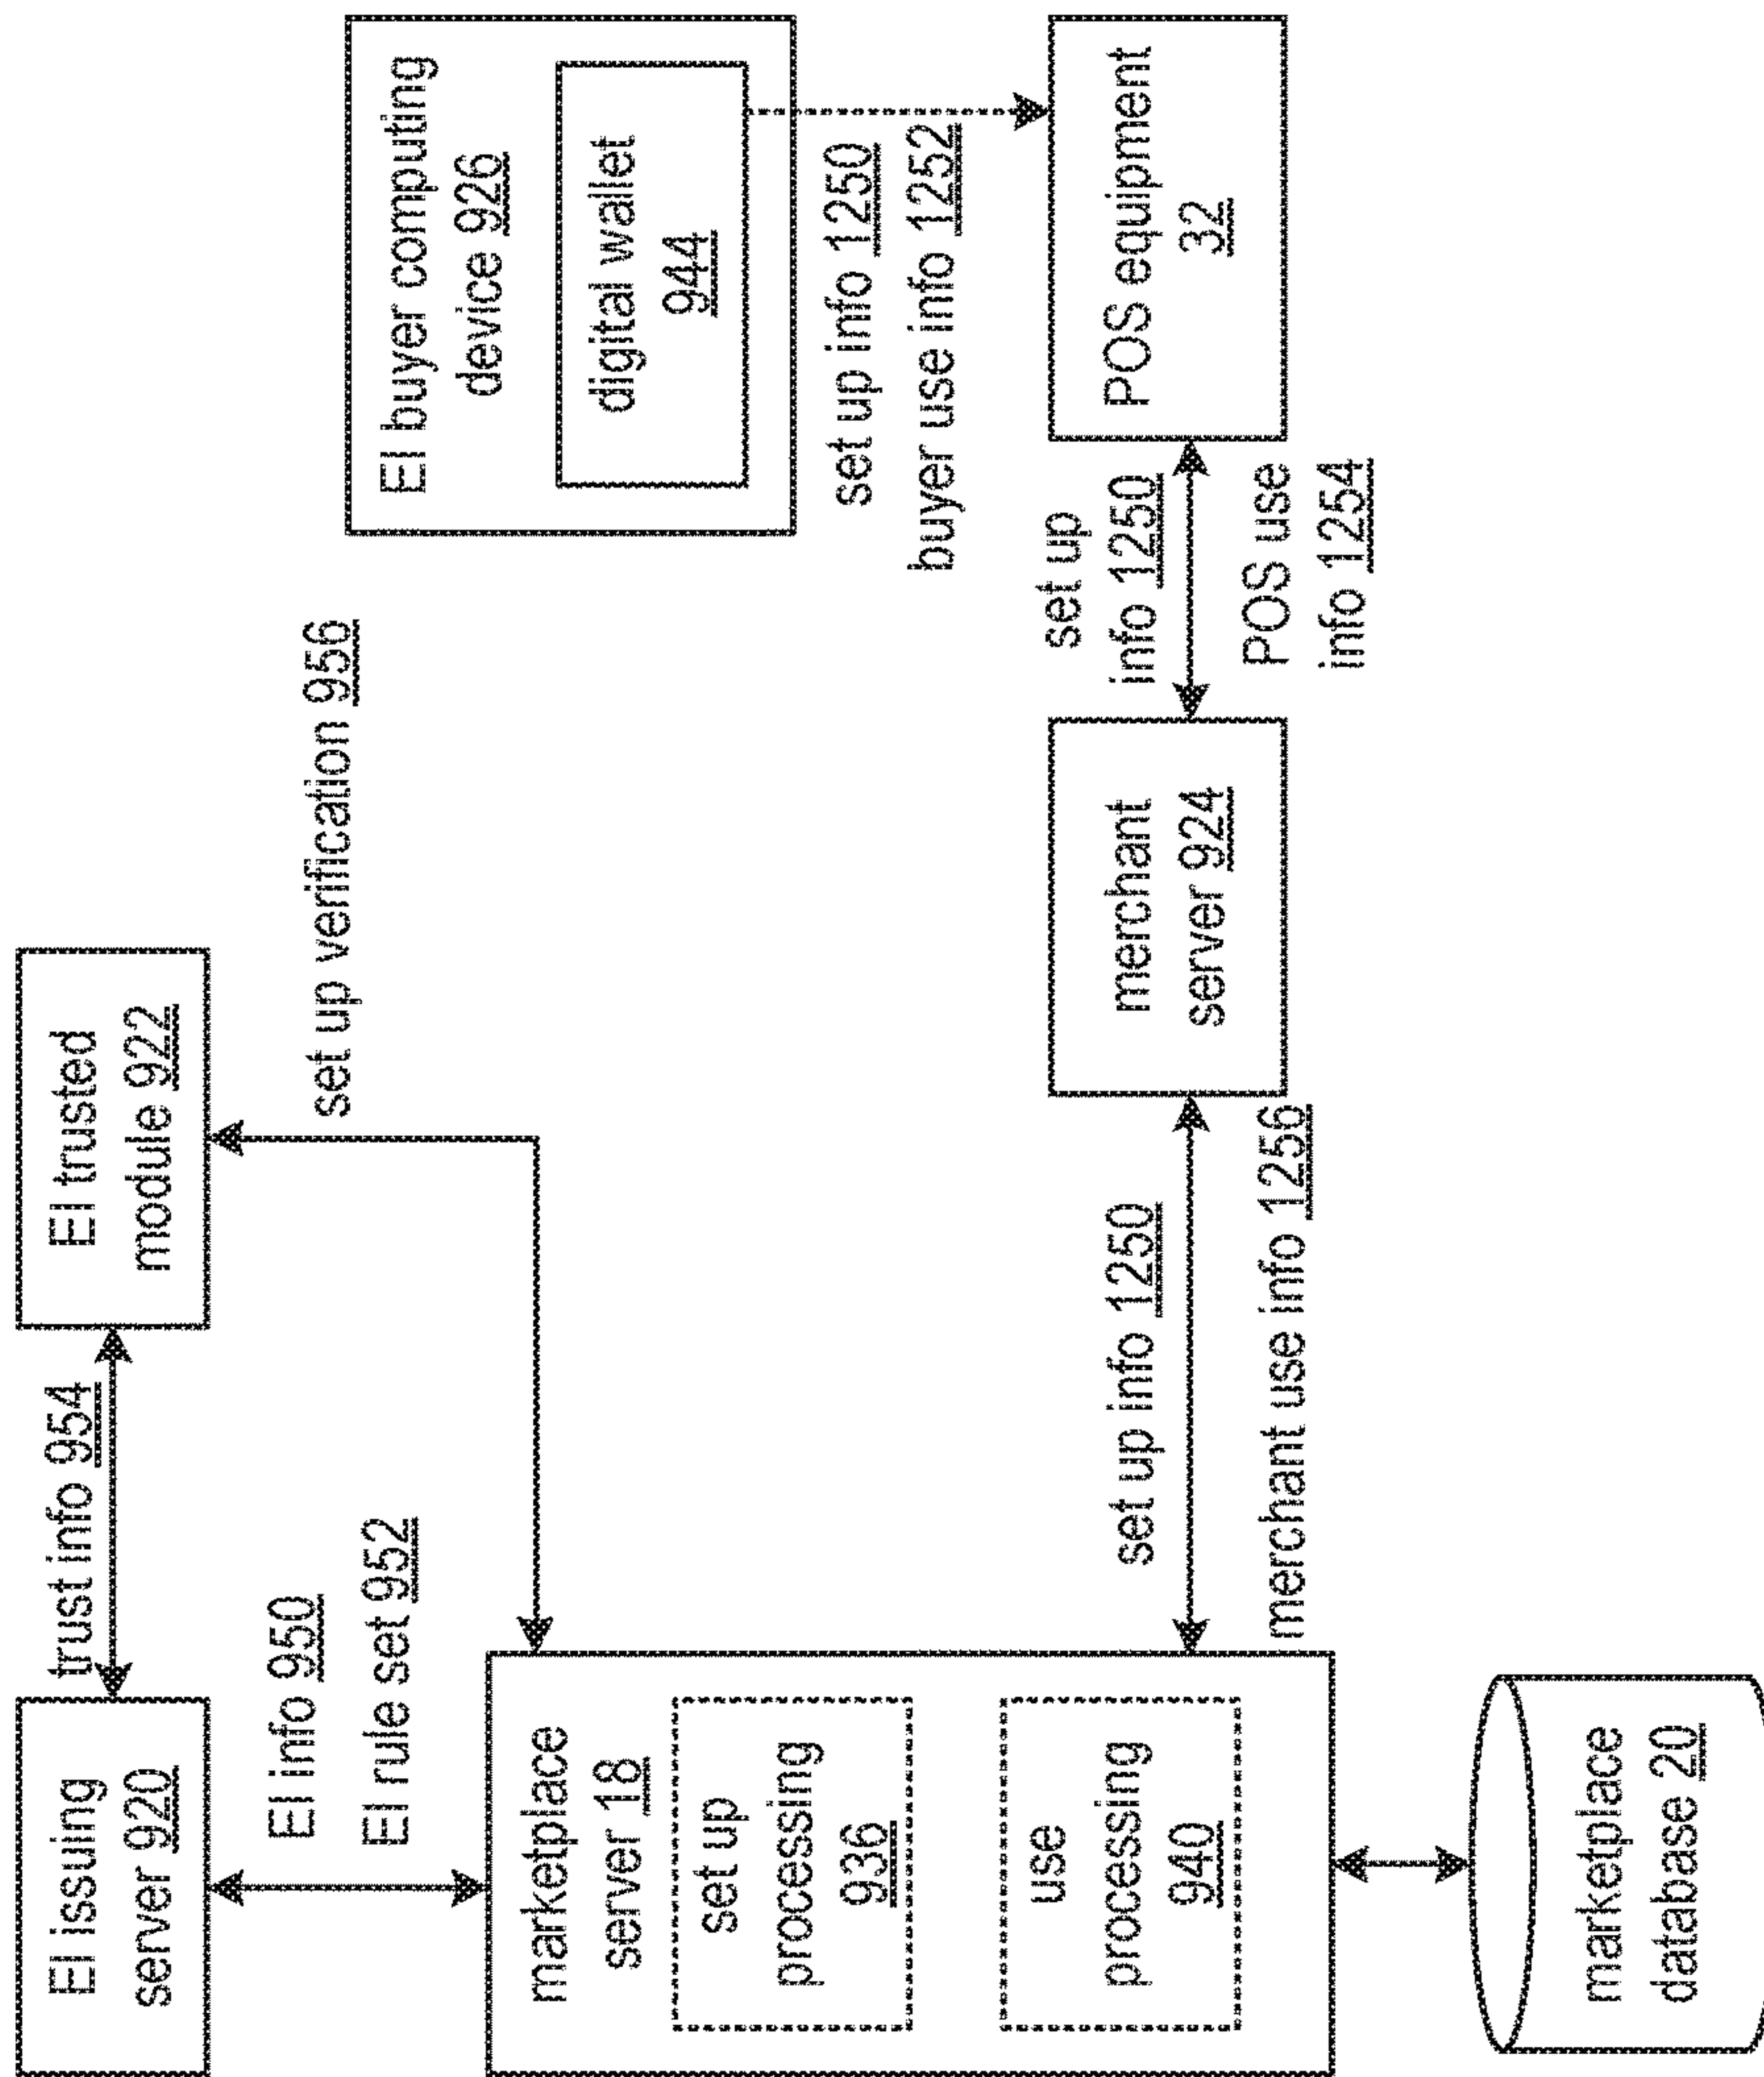 EI issuing
server 920
trust info 954
EI trusted
module 922
EI info 950
EI rule set 952
set up verification 956
EI buyer computing
device 926
digital wallet
944
marketplace
server 18
set up
processing
936
use
processing
940
set up info 1250
buyer use info 1252
set up info 1250
merchant use info 1256
merchant
server 924
set up
info 1250
POS use
info 1254
POS equipment
32
marketplace
database 20